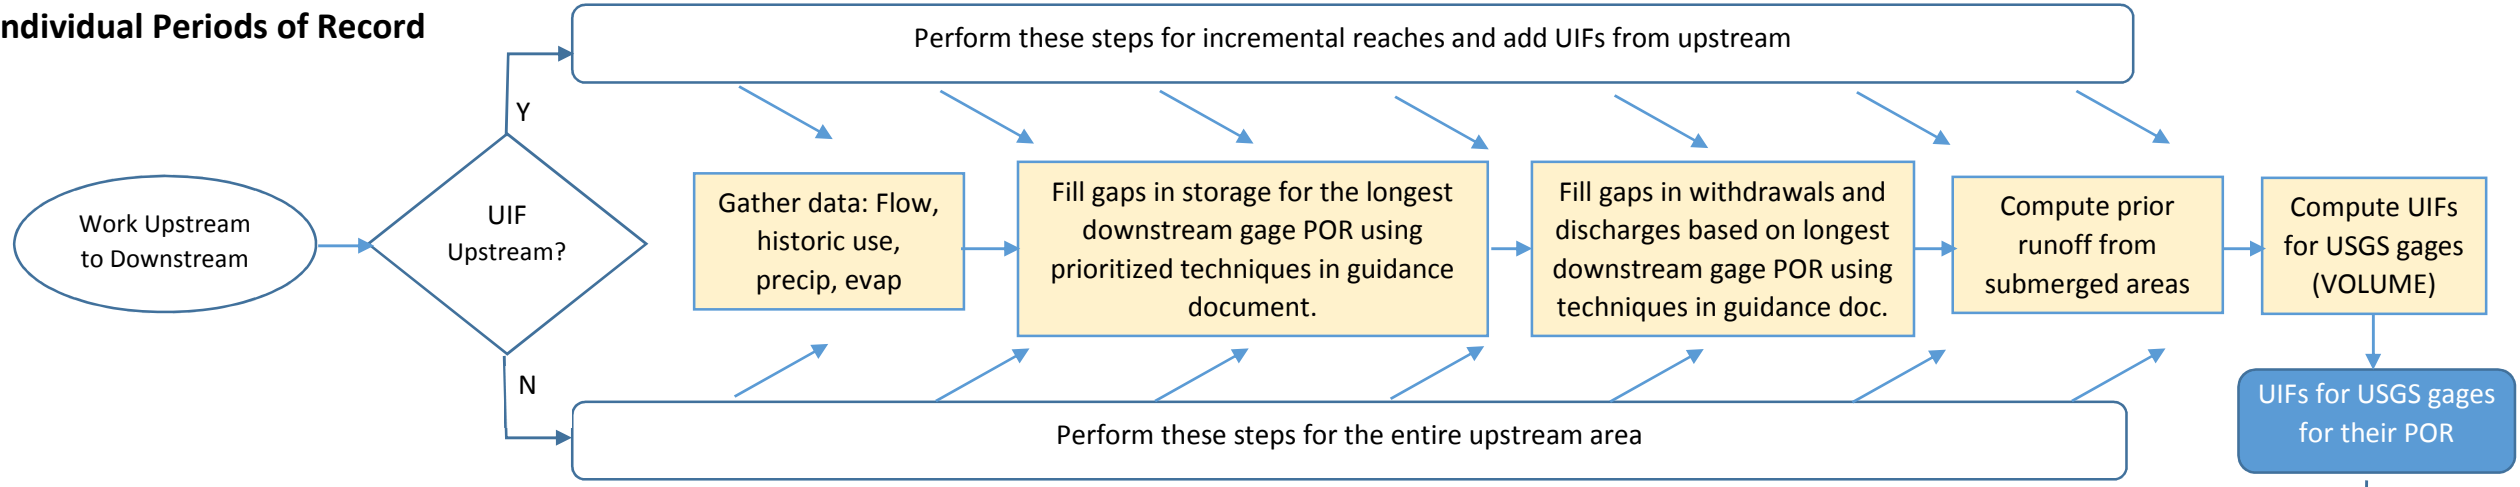 ndividual Periods of Record
Perform these steps for incremental reaches and add UIFs from upstream
Y
Work Upstream
to Downstream
UIF
Upstream?
Gather data: Flow,
historic use,
precip, evap
Fill gaps in storage for the longest
downstream gage POR using
prioritized techniques in guidance
document.
Fill gaps in withdrawals and
discharges based on longest
downstream gage POR using
techniques in guidance doc.
Compute prior
runoff from
submerged areas
Compute UIFs
for USGS gages
(VOLUME)
N
Perform these steps for the entire upstream area
UIFs for USGS gages
for their POR